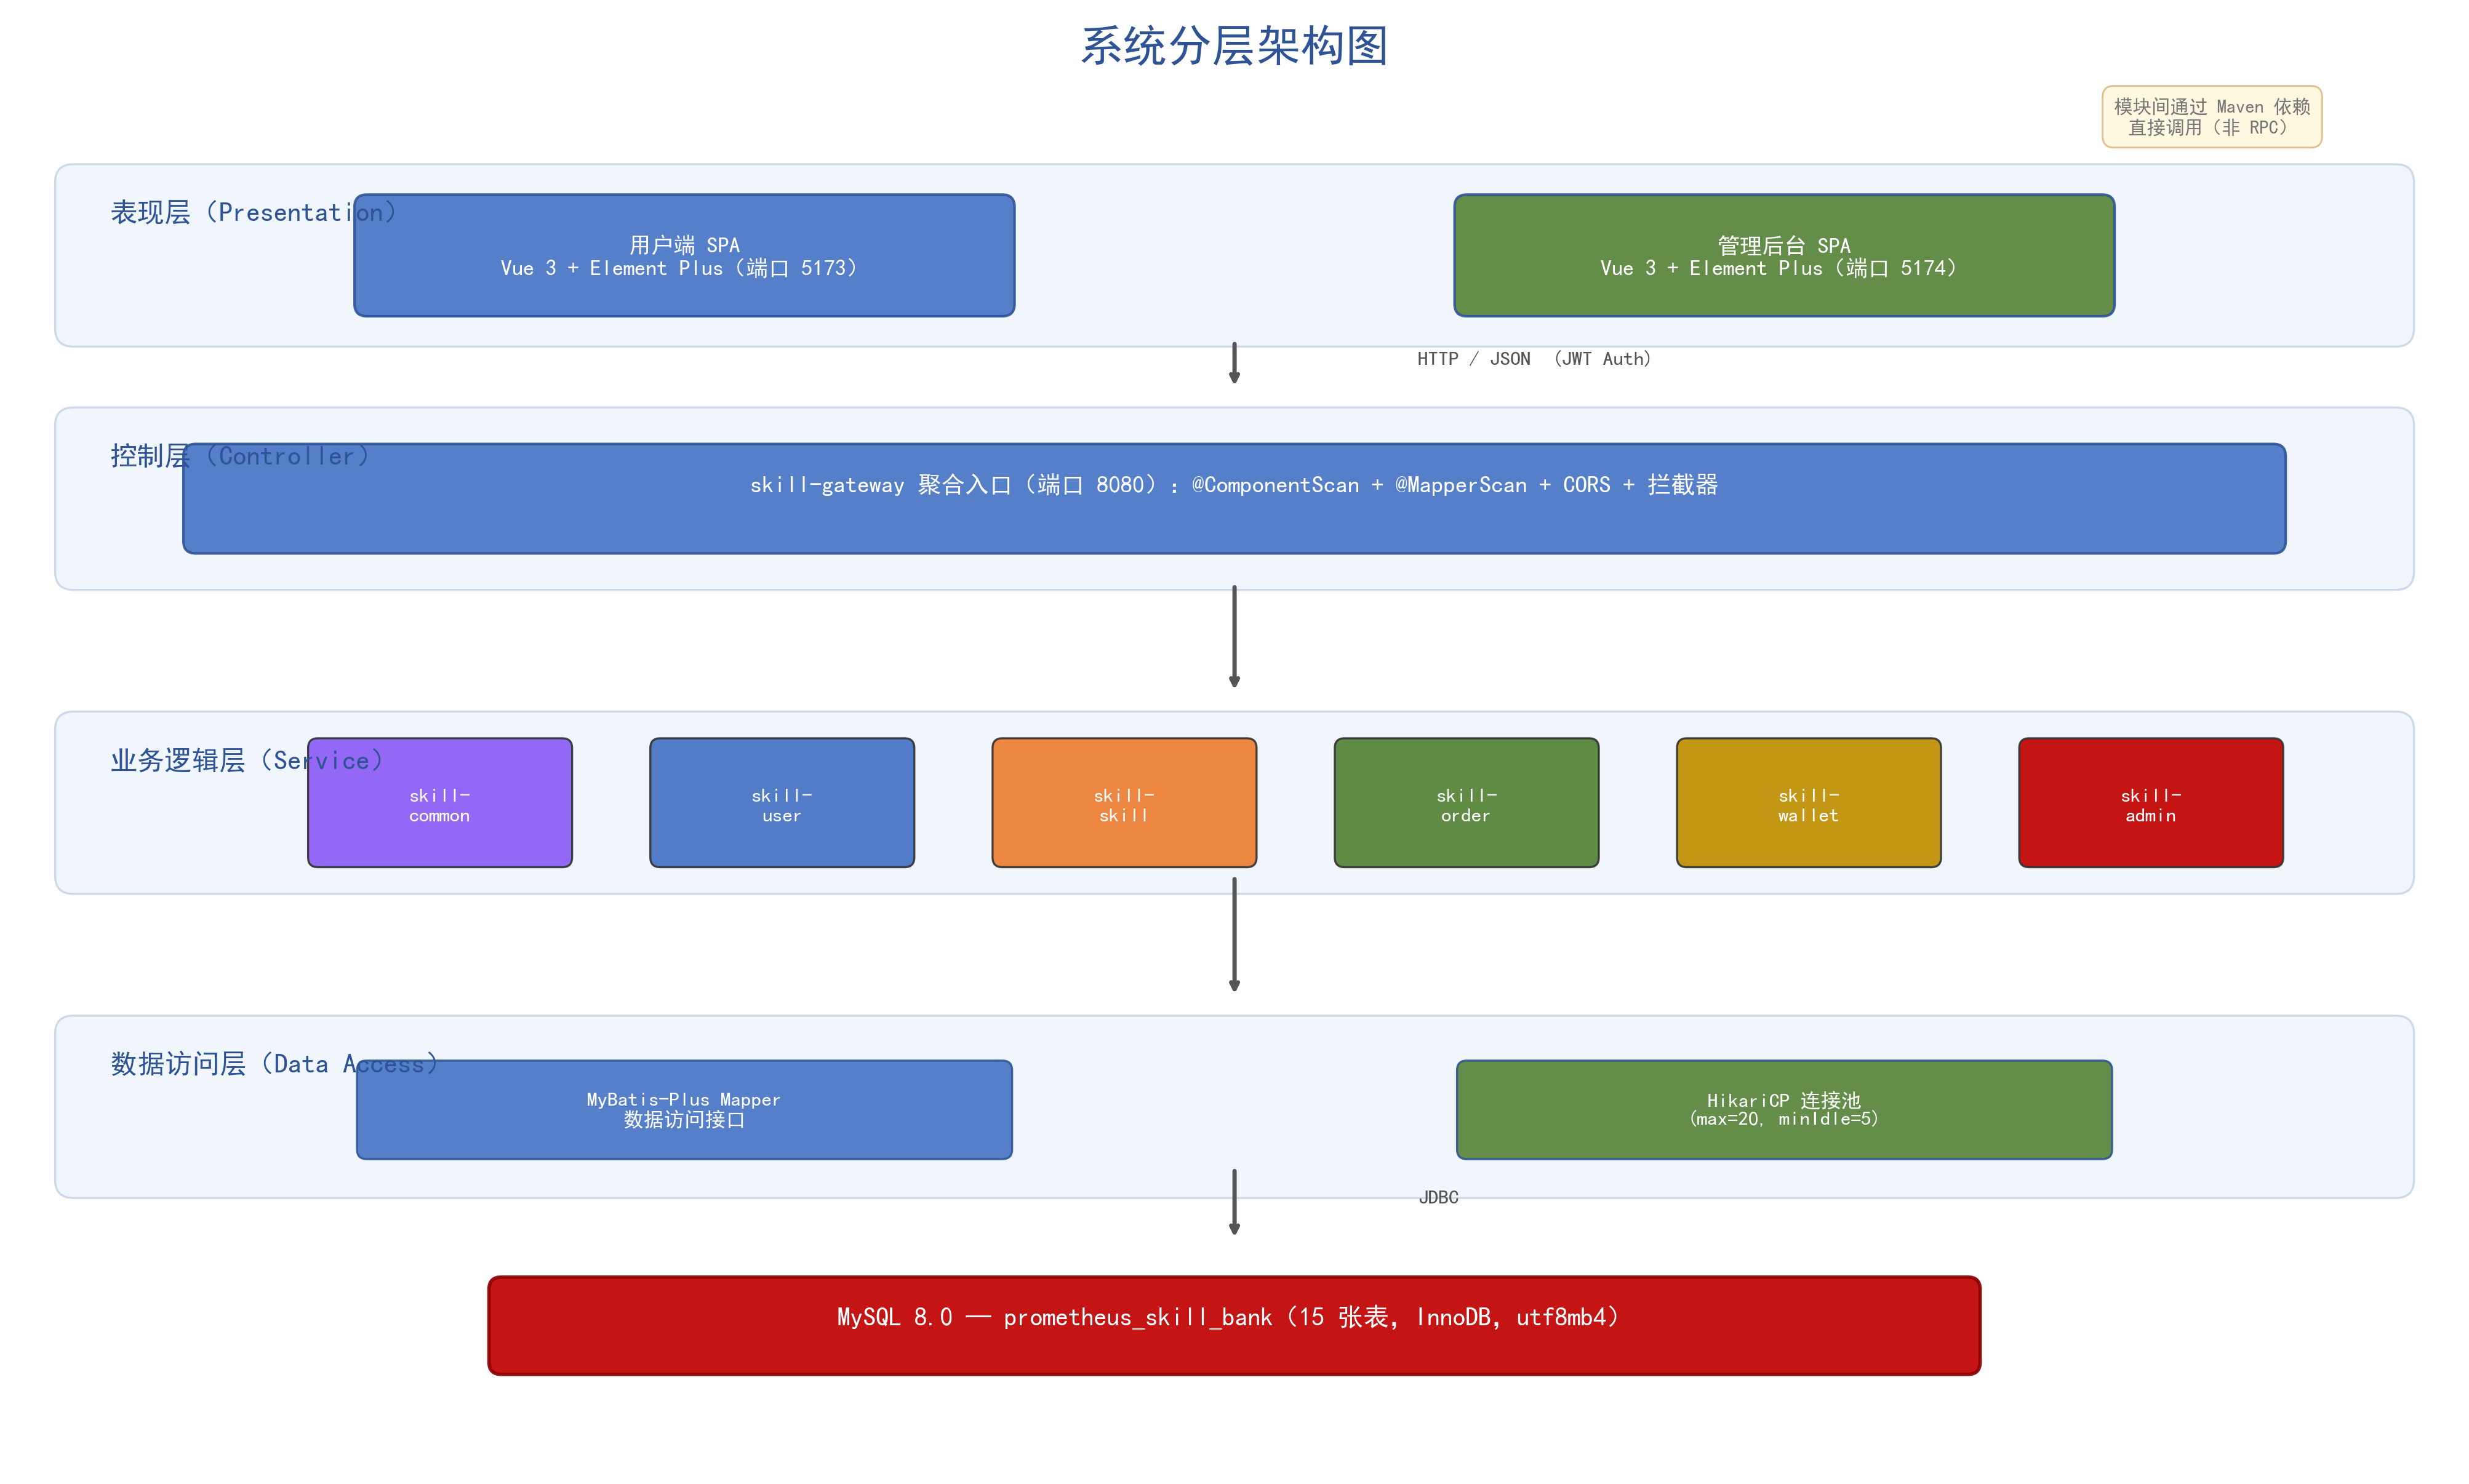 系统分层架构图
模块间通过 Maven 依赖
直接调用（非 RPC）
表现层（Presentation）
用户端 SPA
Vue 3 + Element Plus（端口 5173）
管理后台 SPA
Vue 3 + Element Plus（端口 5174）
HTTP / JSON （JWT Auth）
控制层（Controller）
skill-gateway 聚合入口（端口 8080）: @ComponentScan + @MapperScan + CORS + 拦截器
业务逻辑层（Service）
skill-
common
skill-
user
skill-
skill
skill-
order
skill-
wallet
skill-
admin
数据访问层（Data Access）
MyBatis-Plus Mapper
数据访问接口
HikariCP 连接池
(max=20, minIdle=5)
JDBC
MySQL 8.0 — prometheus_skill_bank（15 张表, InnoDB, utf8mb4）